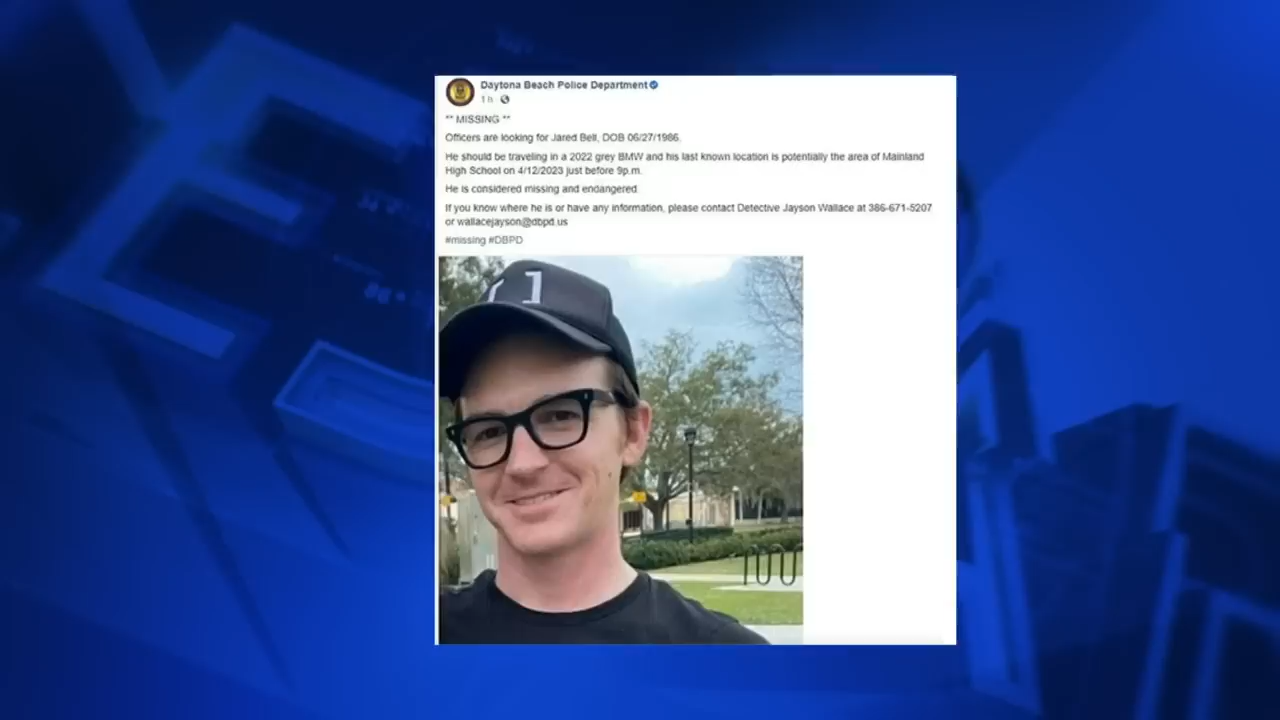 Daytona Beach Police Department
1 h
** MISSING **
Officers are looking for Jared Bell, DOB 06/27/1986.
He should be traveling in a 2022 grey BMW and his last known location is potentially the area of Mainland
High School on 4/12/2023 just before 9p.m.
He is considered missing and endangered.
If you know where he is or have any information, please contact Detective Jayson Wallace at 386-671-5207
or wallacejayson@dbpd.us
#missing #DBPD